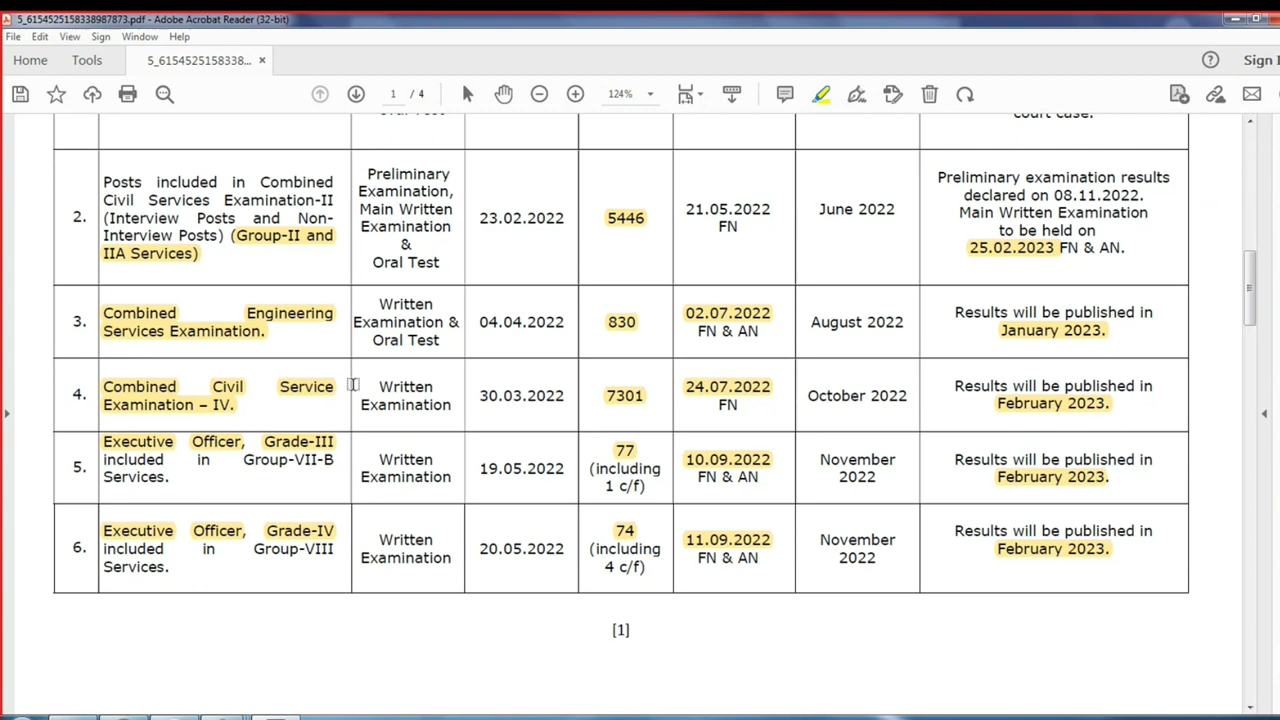 5_6154525158338987873.pdf - Adobe Acrobat Reader (32-bit)
File Edit View Sign Window Help
Home Tools 5_6154525158338... × Sign I
1 / 4 124%
court case.
2.
Posts included in Combined
Civil Services Examination-II
(Interview Posts and Non-
Interview Posts) (Group-II and
IIA Services)
Preliminary
Examination,
Main Written
Examination
&
Oral Test
23.02.2022
5446
21.05.2022
FN
June 2022
Preliminary examination results
declared on 08.11.2022.
Main Written Examination
to be held on
25.02.2023 FN & AN.
3.
Combined Engineering
Services Examination.
Written
Examination &
Oral Test
04.04.2022
830
02.07.2022
FN & AN
August 2022
Results will be published in
January 2023.
4.
Combined Civil Service
Examination – IV.
Written
Examination
30.03.2022
7301
24.07.2022
FN
October 2022
Results will be published in
February 2023.
5.
Executive Officer, Grade-III
included in Group-VII-B
Services.
Written
Examination
19.05.2022
77
(including
1 c/f)
10.09.2022
FN & AN
November
2022
Results will be published in
February 2023.
6.
Executive Officer, Grade-IV
included in Group-VIII
Services.
Written
Examination
20.05.2022
74
(including
4 c/f)
11.09.2022
FN & AN
November
2022
Results will be published in
February 2023.
[1]